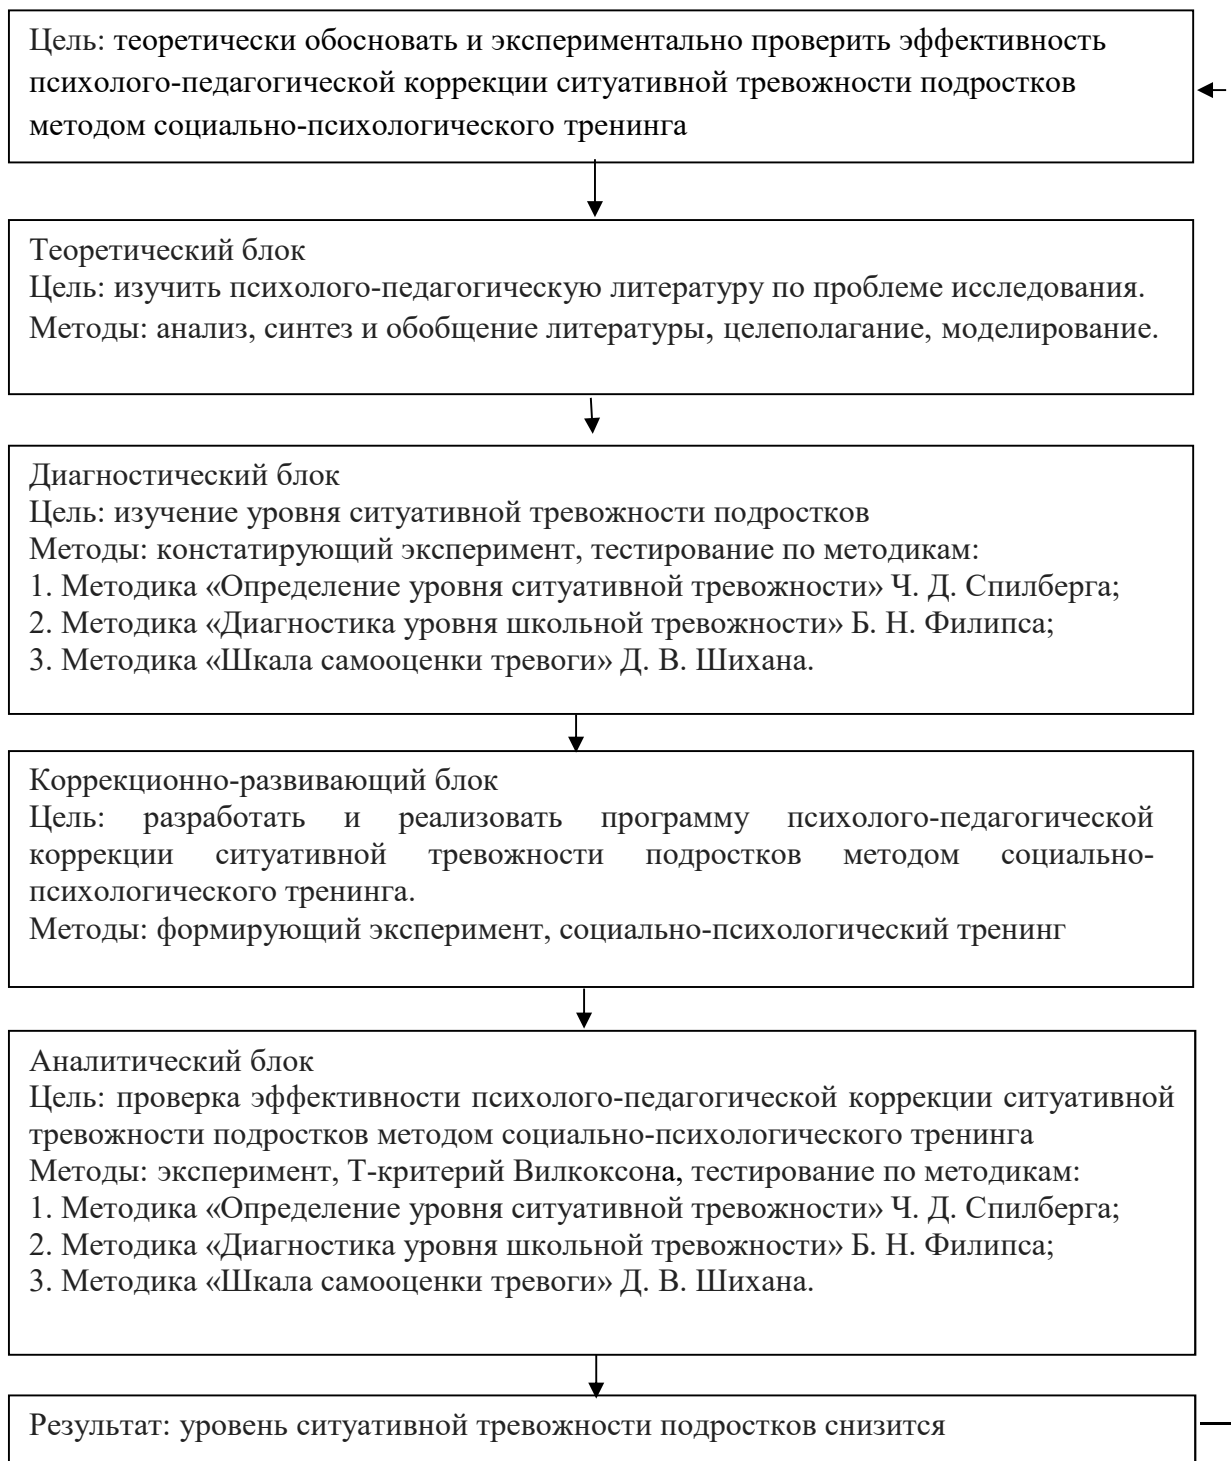 Цель: теоретически обосновать и экспериментально проверить эффективность
психолого-педагогической коррекции ситуативной тревожности подростков
методом социально-психологического тренинга
Теоретический блок
Цель: изучить психолого-педагогическую литературу по проблеме исследования.
Методы: анализ, синтез и обобщение литературы, целеполагание, моделирование.
Диагностический блок
Цель: изучение уровня ситуативной тревожности подростков
Методы: констатирующий эксперимент, тестирование по методикам:
1. Методика «Определение уровня ситуативной тревожности» Ч. Д. Спилберга;
2. Методика «Диагностика уровня школьной тревожности» Б. Н. Филипса;
3. Методика «Шкала самооценки тревоги» Д. В. Шихана.
Коррекционно-развивающий блок
Цель: разработать и реализовать программу психолого-педагогической
коррекции ситуативной тревожности подростков методом социально-
психологического тренинга.
Методы: формирующий эксперимент, социально-психологический тренинг
Аналитический блок
Цель: проверка эффективности психолого-педагогической коррекции ситуативной
тревожности подростков методом социально-психологического тренинга
Методы: эксперимент, Т-критерий Вилкоксона, тестирование по методикам:
1. Методика «Определение уровня ситуативной тревожности» Ч. Д. Спилберга;
2. Методика «Диагностика уровня школьной тревожности» Б. Н. Филипса;
3. Методика «Шкала самооценки тревоги» Д. В. Шихана.
Результат: уровень ситуативной тревожности подростков снизится